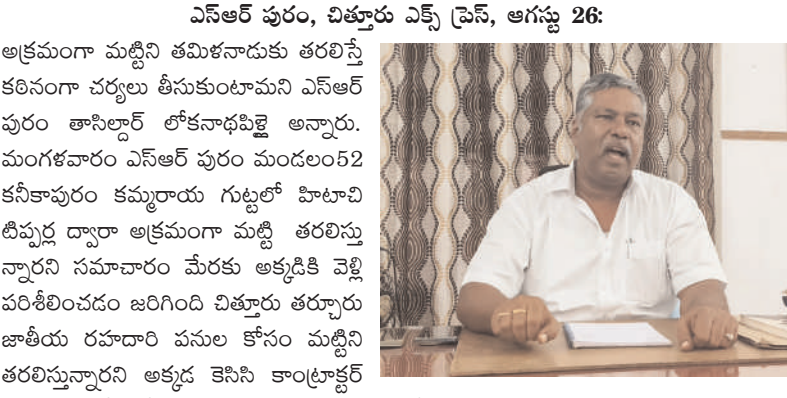 ఎస్ఆర్ పురం, చిత్తూరు ఎక్స్ ప్రెస్, ఆగస్టు 26:
అక్రమంగా మట్టిని తమిళనాడుకు తరలిస్తే
కఠినంగా చర్యలు తీసుకుంటామని ఎస్ఆర్
పురం తాసిల్దార్ లోకనాథపిళ్లై అన్నారు.
మంగళవారం ఎస్ఆర్ పురం మండలం52
కనీకాపురం కమ్మరాయ గుట్టలో హిటాచి
టిప్పర్ల ద్వారా అక్రమంగా మట్టి తరలిస్తు
న్నారని సమాచారం మేరకు అక్కడికి వెళ్లి
పరిశీలించడం జరిగింది చిత్తూరు తర్చూరు
జాతీయ రహదారి పనుల కోసం మట్టిని
తరలిస్తున్నారని అక్కడ కెసిసి కాంట్రాక్టర్